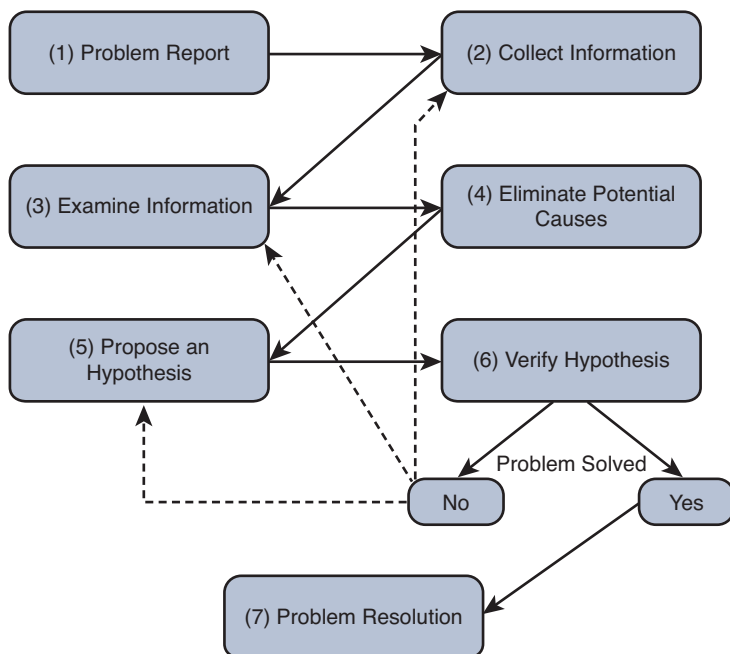 (1) Problem Report
(2) Collect Information
(3) Examine Information
(4) Eliminate Potential
Causes
(5) Propose an
Hypothesis
(6) Verify Hypothesis
Problem Solved
No
Yes
(7) Problem Resolution